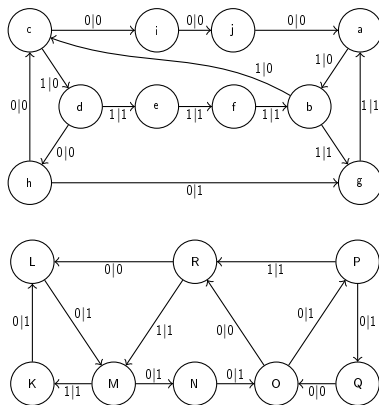 0|0 0|0 0|0
c i j a
1|0 1|0 1|0
0|0 d e f b 1|1
1|1 1|1 1|1
0|0 1|1
h g
0|1
L R P
0|0 1|1
0|1 0|1 1|1 0|0 0|1 0|1
K M N O Q
1|1 0|1 0|1 0|0